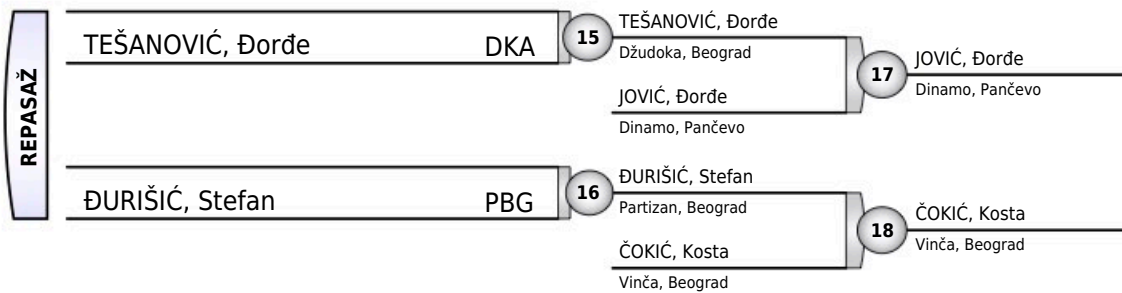 REPASAŽ
TEŠANOVIĆ, Đorđe DKA
15
TEŠANOVIĆ, Đorđe
Džudoka, Beograd
JOVIĆ, Đorđe
Dinamo, Pančevo
17
JOVIĆ, Đorđe
Dinamo, Pančevo
ĐURIŠIĆ, Stefan PBG
16
ĐURIŠIĆ, Stefan
Partizan, Beograd
ČOKIĆ, Kosta
Vinča, Beograd
18
ČOKIĆ, Kosta
Vinča, Beograd